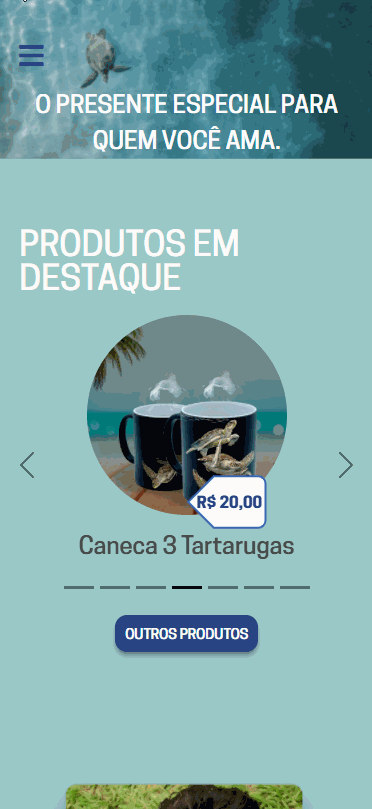 O PRESENTE ESPECIAL PARA
QUEM VOCÊ AMA.
PRODUTOS EM
DESTAQUE
R$ 20,00
Caneca 3 Tartarugas
OUTROS PRODUTOS